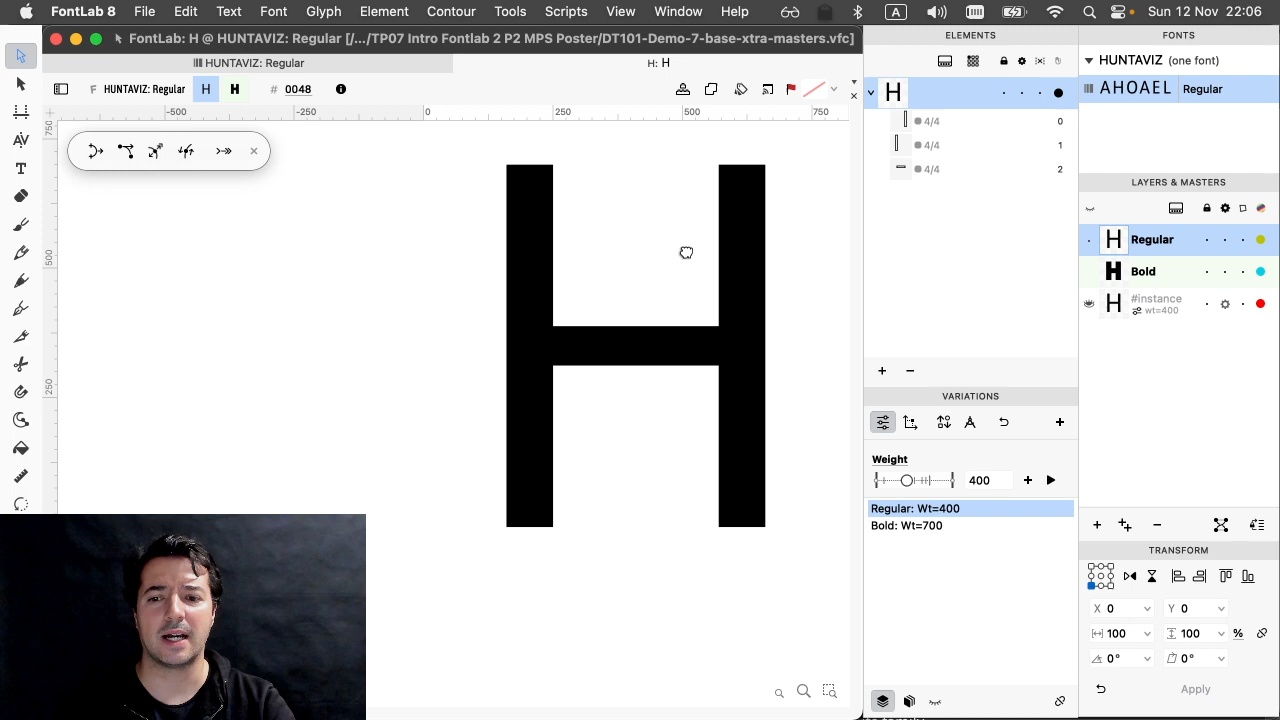 FontLab 8 File Edit Text Font Glyph Element Contour Tools Scripts View Window Help A Sun 12 Nov 22:06
FontLab: H @ HUNTAVIZ: Regular [/.../TP07 Intro Fontlab 2 P2 MPS Poster/DT101-Demo-7-base-xtra-masters.vfc]
HUNTAVIZ: Regular H: H
F HUNTAVIZ: Regular H H # 0048
-500 -250 0 250 500 750
750
500
250
H
ELEMENTS
H
4/4 0
4/4 1
4/4 2
VARIATIONS
Weight
400
Regular: Wt=400
Bold: Wt=700
FONTS
HUNTAVIZ (one font)
AHOAEL Regular
LAYERS & MASTERS
H Regular
H Bold
H #instance
wt=400
TRANSFORM
X 0 Y 0
100 100 %
0° 0°
Apply